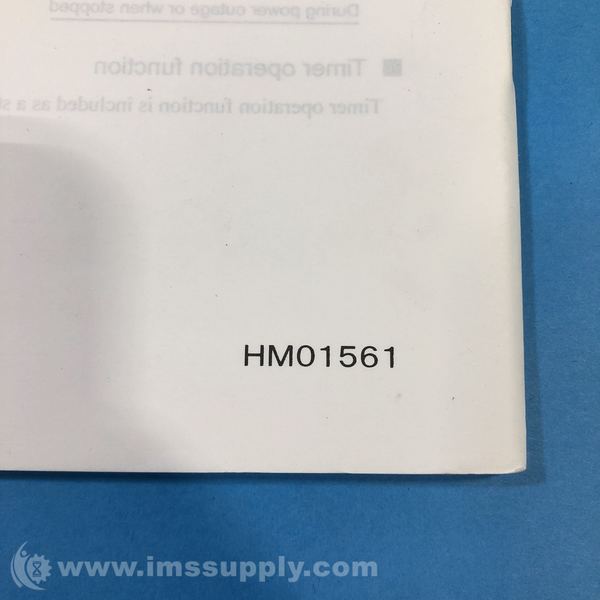 During power outage or when stopped
Timer operation function
Timer operation function is included as a s
HM01561
www.imssupply.com